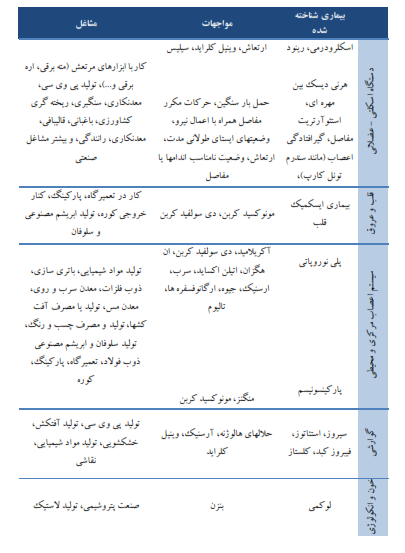 بیماری شناخته
شده
مواجهات
مشاغل
دستگاه اسکلتی - عضلانی
اسکلرودرمی، رینود
ارتعاش، وینیل کلراید، سیلیس
هرنی دیسک بین
مهره ای،
استئوآرتریت
مفاصل، گیرافتادگی
اعصاب (مانند سندرم
تونل کارپ)،
حمل بار سنگین، حرکات مکرر
مفاصل همراه با اعمال نیرو،
وضعیتهای ایستای طولانی مدت،
ارتعاش، وضعیت نامناسب اندامها یا
مفاصل
کار با ابزارهای مرتعش (مته برقی، اره
برقی و...)، تولید پی وی سی،
معدنکاری، سنگبری، ریخته گری
کشاورزی، باغبانی، قالیبافی،
معدنکاری، رانندگی، و بیشتر مشاغل
صنعتی
قلب و عروق
بیماری ایسکمیک
قلب
مونوکسید کربن، دی سولفید کربن
کار در تعمیرگاه، پارکینگ، کنار
خروجی کوره، تولید ابریشم مصنوعی
و سلوفان
سیستم اعصاب مرکزی و محیطی
پلی نوروپاتی
آکریلامید، دی سولفید کربن، ان
هگزان، اتیلن اکساید، سرب،
ارسنیک، جیوه، ارگانوفسفره ها،
تالیوم
پارکینسونیسم
منگنز، مونوکسید کربن
تولید مواد شیمیایی، باتری سازی،
ذوب فلزات، معدن سرب و روی،
معدن مس، تولید یا مصرف آفت
کشها، تولید و مصرف چسب و رنگ،
تولید سلوفان و ابریشم مصنوعی
ذوب فولاد، تعمیرگاه، پارکینگ،
کوره
گوارشی
سیروز، استئاتوز،
فیبروز کبد، کلستاز
حلالهای هالوژنه، آرسنیک، وینیل
کلراید
تولید پی وی سی، تولید آفتکش،
خشکشویی، تولید مواد شیمیایی،
نقاشی
خون و انکولوژی
لوکمی
بنزن
صنعت پتروشیمی، تولید لاستیک